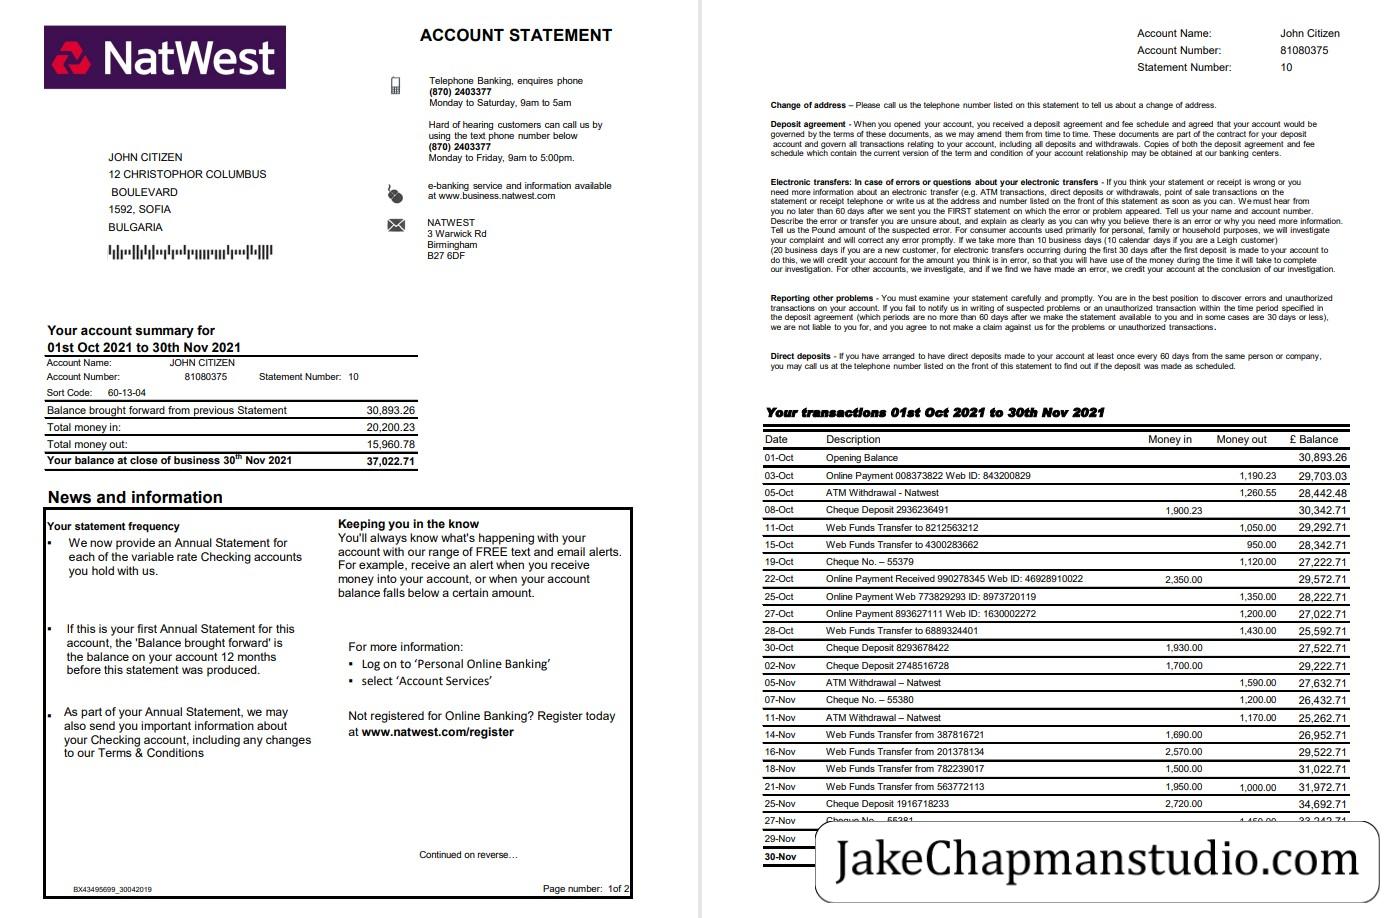 NatWest
ACCOUNT STATEMENT
Telephone Banking, enquires phone
(870) 2403377
Monday to Saturday, 9am to 5am
Hard of hearing customers can call us by
using the text phone number below
(870) 2403377
Monday to Friday, 9am to 5:00pm.
e-banking service and information available
at www.business.natwest.com
NATWEST
3 Warwick Rd
Birmingham
B27 6DF
JOHN CITIZEN
12 CHRISTOPHOR COLUMBUS
BOULEVARD
1592, SOFIA
BULGARIA
Your account summary for
01st Oct 2021 to 30th Nov 2021
Account Name: JOHN CITIZEN
Account Number: 81080375 Statement Number: 10
Sort Code: 60-13-04
Balance brought forward from previous Statement 30,893.26
Total money in: 20,200.23
Total money out: 15,960.78
Your balance at close of business 30th Nov 2021 37,022.71
News and information
Your statement frequency
▪ We now provide an Annual Statement for
each of the variable rate Checking accounts
you hold with us.
▪ If this is your first Annual Statement for this
account, the 'Balance brought forward' is
the balance on your account 12 months
before this statement was produced.
▪ As part of your Annual Statement, we may
also send you important information about
your Checking account, including any changes
to our Terms & Conditions
Keeping you in the know
You'll always know what's happening with your
account with our range of FREE text and email alerts.
For example, receive an alert when you receive
money into your account, or when your account
balance falls below a certain amount.
For more information:
▪ Log on to ‘Personal Online Banking’
▪ select ‘Account Services’
Not registered for Online Banking? Register today
at www.natwest.com/register
Continued on reverse…
BX43495699_30042019
Page number: 1of 2
Account Name: John Citizen
Account Number: 81080375
Statement Number: 10
Change of address – Please call us the telephone number listed on this statement to tell us about a change of address.
Deposit agreement - When you opened your account, you received a deposit agreement and fee schedule and agreed that your account would be
governed by the terms of these documents, as we may amend them from time to time. These documents are part of the contract for your deposit
account and govern all transactions relating to your account, including all deposits and withdrawals. Copies of both the deposit agreement and fee
schedule which contain the current version of the term and condition of your account relationship may be obtained at our banking centers.
Electronic transfers: In case of errors or questions about your electronic transfers - If you think your statement or receipt is wrong or you
need more information about an electronic transfer (e.g. ATM transactions, direct deposits or withdrawals, point of sale transactions on the
statement or receipt telephone or write us at the address and number listed on the front of this statement as soon as you can. We must hear from
you no later than 60 days after we sent you the FIRST statement on which the error or problem appeared. Tell us your name and account number.
Describe the error or transfer you are unsure about, and explain as clearly as you can why you believe there is an error or why you need more information.
Tell us the Pound amount of the suspected error. For consumer accounts used primarily for personal, family or household purposes, we will investigate
your complaint and will correct any error promptly. If we take more than 10 business days (10 calendar days if you are a Leigh customer)
(20 business days if you are a new customer, for electronic transfers occurring during the first 30 days after the first deposit is made to your account to
do this, we will credit your account for the amount you think is in error, so that you will have use of the money during the time it will take to complete
our investigation. For other accounts, we investigate, and if we find we have made an error, we credit your account at the conclusion of our investigation.
Reporting other problems - You must examine your statement carefully and promptly. You are in the best position to discover errors and unauthorized
transactions on your account. If you fail to notify us in writing of suspected problems or an unauthorized transaction within the time period specified in
the deposit agreement (which periods are no more than 60 days after we make the statement available to you and in some cases are 30 days or less),
we are not liable to you for, and you agree to not make a claim against us for the problems or unauthorized transactions.
Direct deposits - If you have arranged to have direct deposits made to your account at least once every 60 days from the same person or company,
you may call us at the telephone number listed on the front of this statement to find out if the deposit was made as scheduled.
Your transactions 01st Oct 2021 to 30th Nov 2021
Date Description Money in Money out £ Balance
01-Oct Opening Balance 30,893.26
03-Oct Online Payment 008373822 Web ID: 843200829 1,190.23 29,703.03
05-Oct ATM Withdrawal - Natwest 1,260.55 28,442.48
08-Oct Cheque Deposit 2936236491 1,900.23 30,342.71
11-Oct Web Funds Transfer to 8212563212 1,050.00 29,292.71
15-Oct Web Funds Transfer to 4300283662 950.00 28,342.71
19-Oct Cheque No. – 55379 1,120.00 27,222.71
22-Oct Online Payment Received 990278345 Web ID: 46928910022 2,350.00 29,572.71
25-Oct Online Payment Web 773829293 ID: 8973720119 1,350.00 28,222.71
27-Oct Online Payment 893627111 Web ID: 1630002272 1,200.00 27,022.71
28-Oct Web Funds Transfer to 6889324401 1,430.00 25,592.71
30-Oct Cheque Deposit 8293678422 1,930.00 27,522.71
02-Nov Cheque Deposit 2748516728 1,700.00 29,222.71
05-Nov ATM Withdrawal – Natwest 1,590.00 27,632.71
07-Nov Cheque No. – 55380 1,200.00 26,432.71
11-Nov ATM Withdrawal – Natwest 1,170.00 25,262.71
14-Nov Web Funds Transfer from 387816721 1,690.00 26,952.71
16-Nov Web Funds Transfer from 201378134 2,570.00 29,522.71
18-Nov Web Funds Transfer from 782239017 1,500.00 31,022.71
21-Nov Web Funds Transfer from 563772113 1,950.00 1,000.00 31,972.71
25-Nov Cheque Deposit 1916718233 2,720.00 34,692.71
27-Nov
29-Nov
30-Nov
JakeChapmanstudio.com